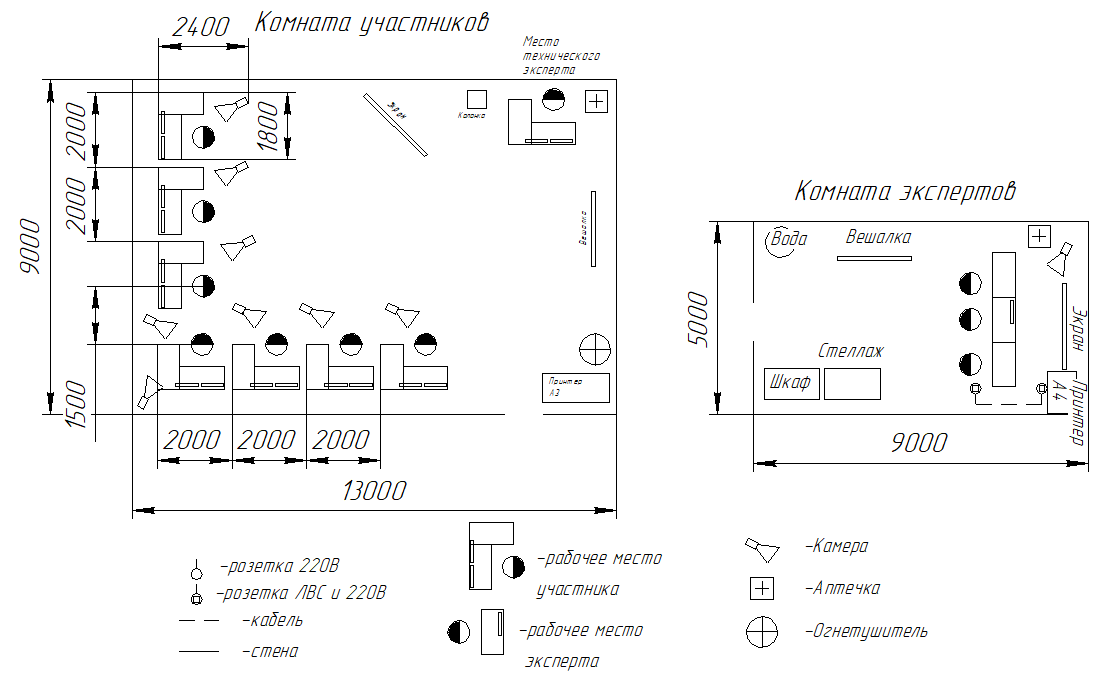 Комната участников
2400
Место
технического
эксперта
2000
1800
Экран
Колонка
2000
Вешалка
9000
1500
Принтер
А3
2000
2000
2000
13000
Комната экспертов
Вода
Вешалка
5000
Экран
Стеллаж
Шкаф
Принтер
А4
9000
-розетка 220В
-розетка ЛВС и 220В
-кабель
-стена
-рабочее место
участника
-рабочее место
эксперта
-Камера
-Аптечка
-Огнетушитель